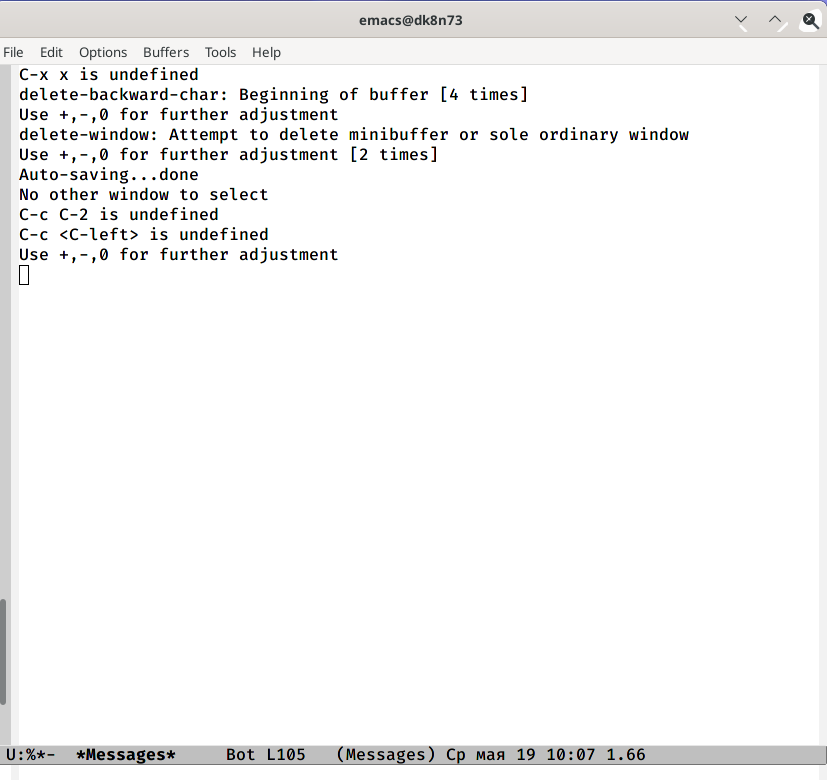 emacs@dk8n73
File Edit Options Buffers Tools Help
C-x x is undefined
delete-backward-char: Beginning of buffer [4 times]
Use +,-,0 for further adjustment
delete-window: Attempt to delete minibuffer or sole ordinary window
Use +,-,0 for further adjustment [2 times]
Auto-saving...done
No other window to select
C-c C-2 is undefined
C-c <C-left> is undefined
Use +,-,0 for further adjustment
U:%*-  *Messages*     Bot L105   (Messages) Ср мая 19 10:07 1.66